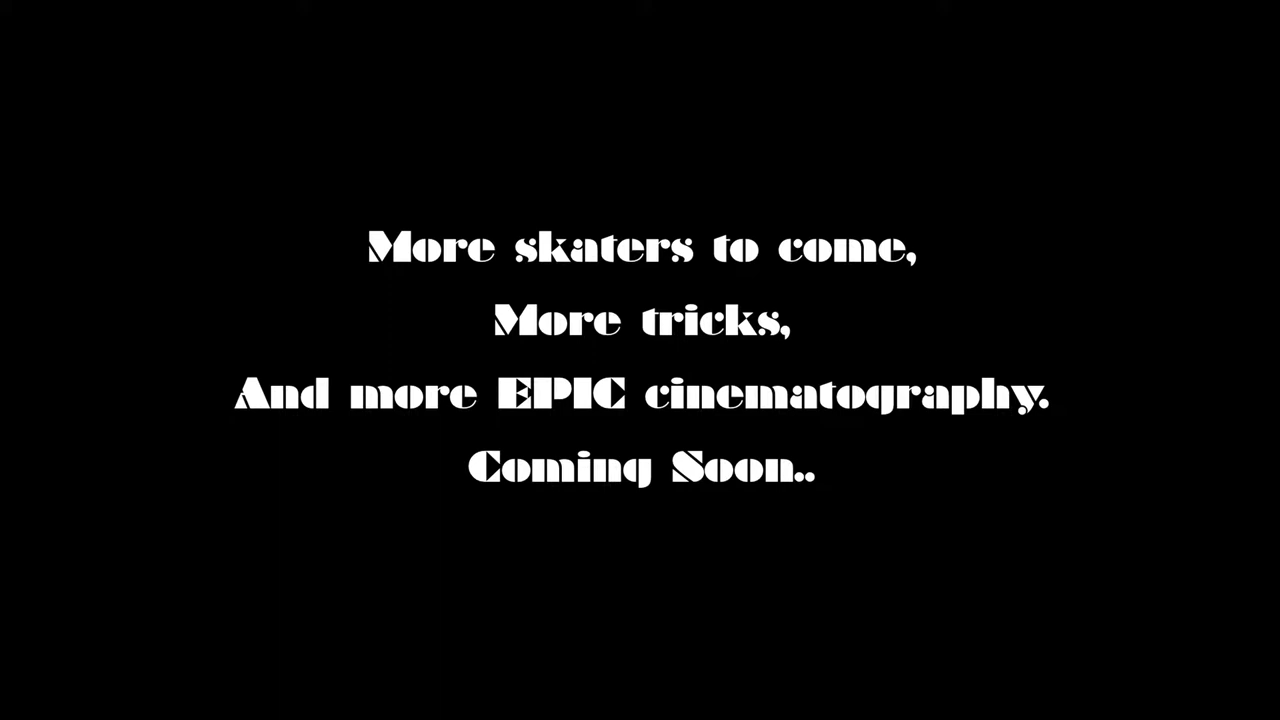 More skaters to come,
More tricks,
And more EPIC cinematography.
Coming Soon..